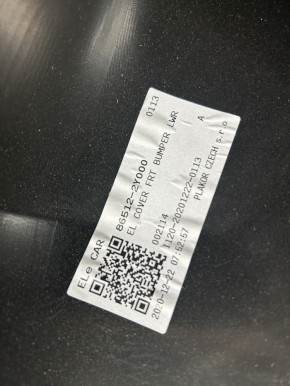 ELe CAR 0113
86512-2Y000
EL COVER FRT BUMPER LWR
002114 A
1120-20201222-0113
2020-12-22 07:52:57 PLAKOR CZECH s.r.o